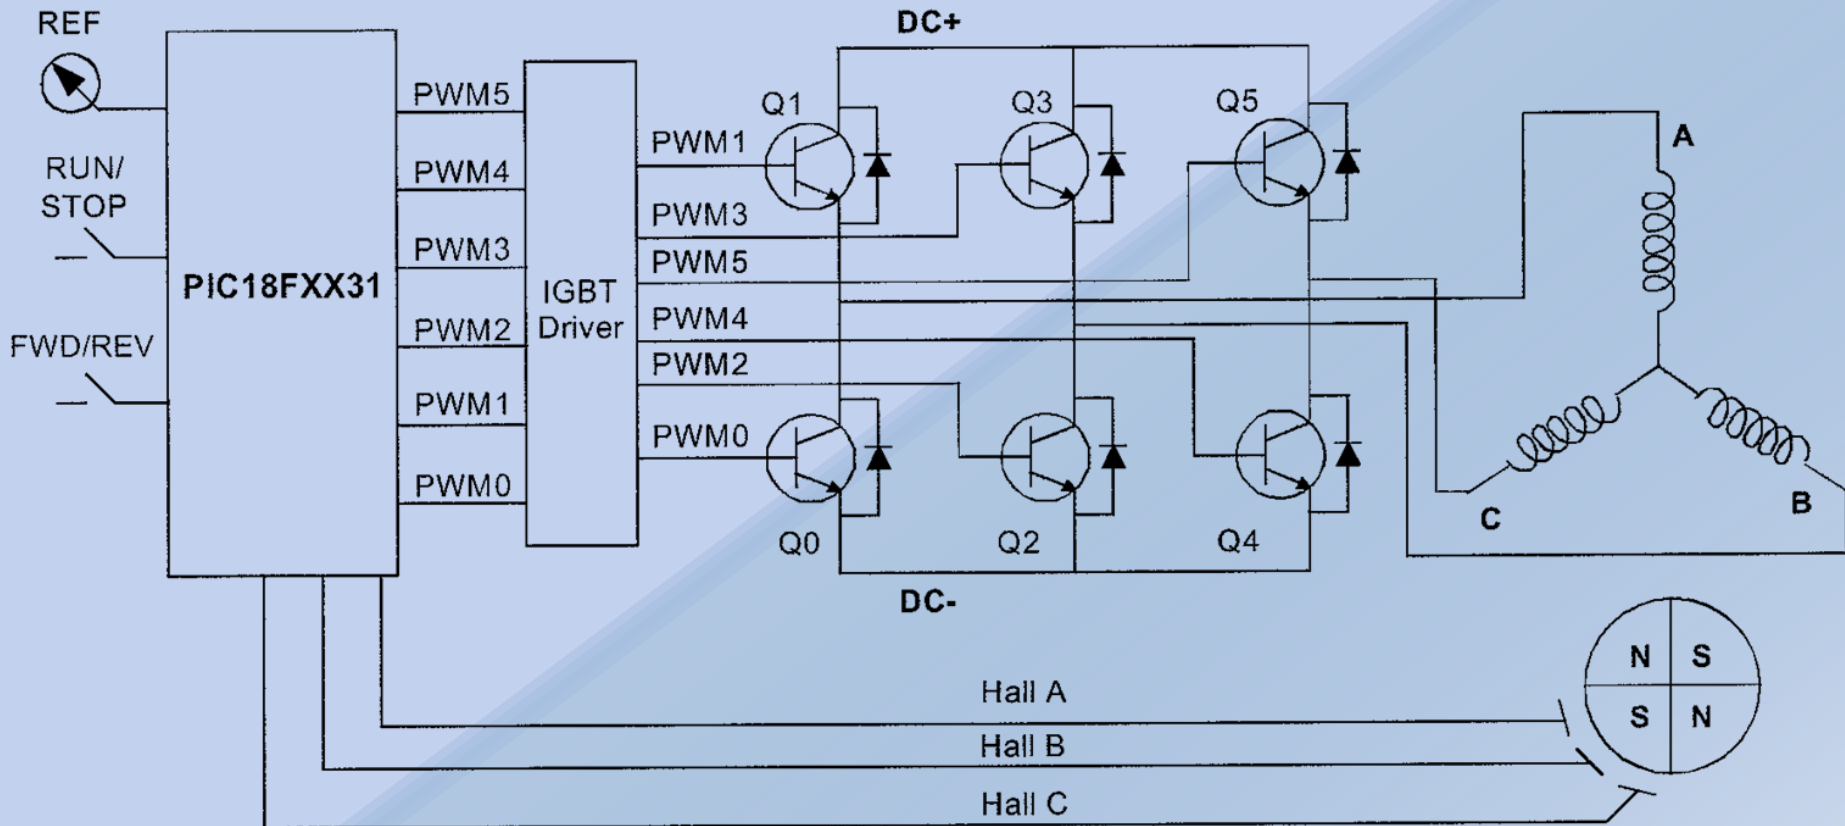 REF
RUN/
STOP
FWD/REV
PIC18FXX31
PWM5
PWM4
PWM3
PWM2
PWM1
PWM0
IGBT
Driver
PWM1
PWM3
PWM5
PWM4
PWM2
PWM0
DC+
Q1
Q3
Q5
Q0
Q2
Q4
DC-
A
C
B
N S
S N
Hall A
Hall B
Hall C